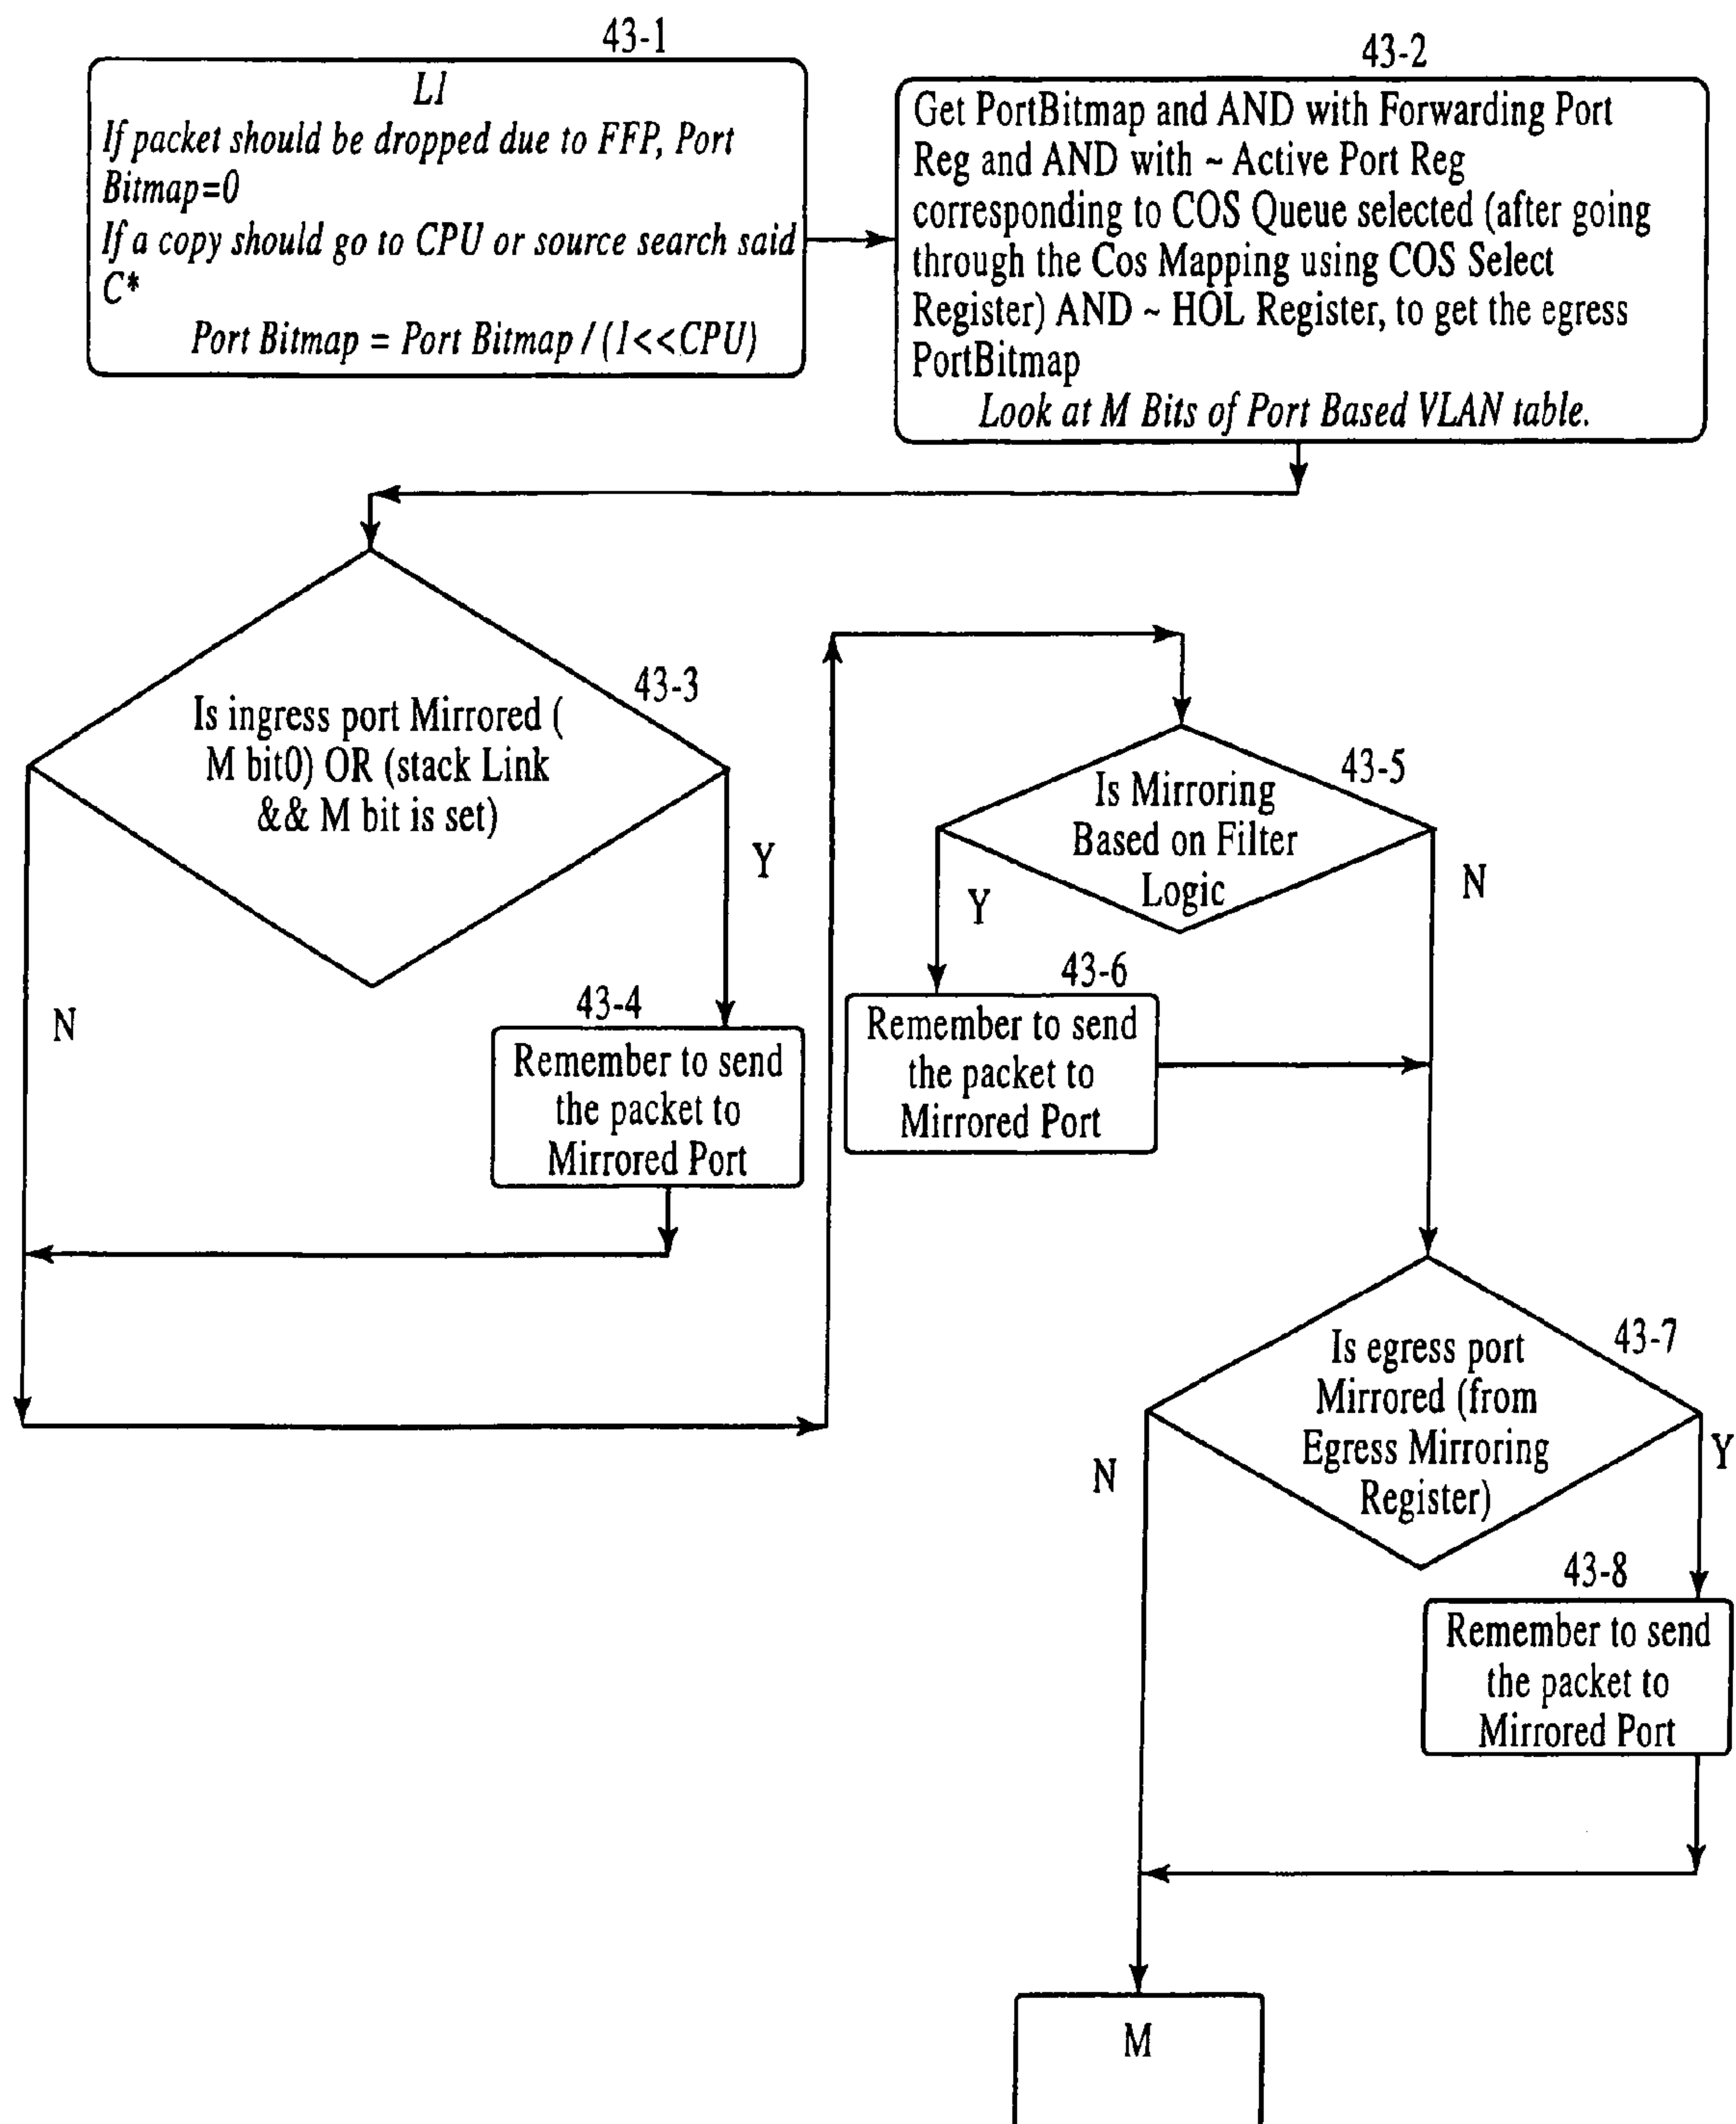 43-1
L1
If packet should be dropped due to FFP, Port
Bitmap=0
If a copy should go to CPU or source search said
C*
Port Bitmap = Port Bitmap / (1<<CPU)
43-2
Get PortBitmap and AND with Forwarding Port
Reg and AND with ~ Active Port Reg
corresponding to COS Queue selected (after going
through the Cos Mapping using COS Select
Register) AND ~ HOL Register, to get the egress
PortBitmap
Look at M Bits of Port Based VLAN table.
43-3
Is ingress port Mirrored (
M bit0) OR (stack Link
&& M bit is set)
Y
N
43-4
Remember to send
the packet to
Mirrored Port
43-5
Is Mirroring
Based on Filter
Logic
Y
N
43-6
Remember to send
the packet to
Mirrored Port
43-7
Is egress port
Mirrored (from
Egress Mirroring
Register)
N
Y
43-8
Remember to send
the packet to
Mirrored Port
M